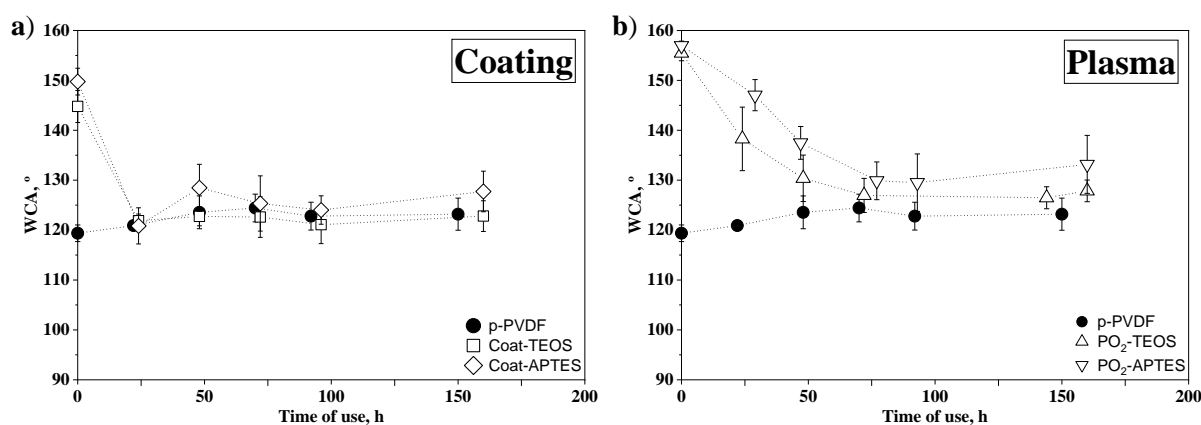 a)
Coating
160
150
140
130
120
110
100
90
WCA, º
p-PVDF
Coat-TEOS
Coat-APTES
0 50 100 150 200
Time of use, h
b)
Plasma
160
150
140
130
120
110
100
90
WCA, º
p-PVDF
PO2-TEOS
PO2-APTES
0 50 100 150 200
Time of use, h